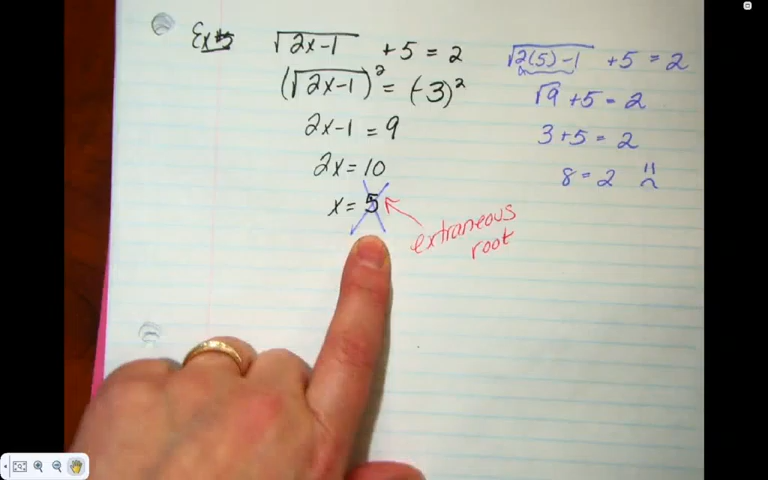 Ex #5
√2x-1 +5 = 2
(√2x-1)² = (-3)²
2x-1 = 9
2x = 10
x = 5
extraneous
root
√2(5)-1 +5 = 2
√9 +5 = 2
3+5 = 2
8 = 2